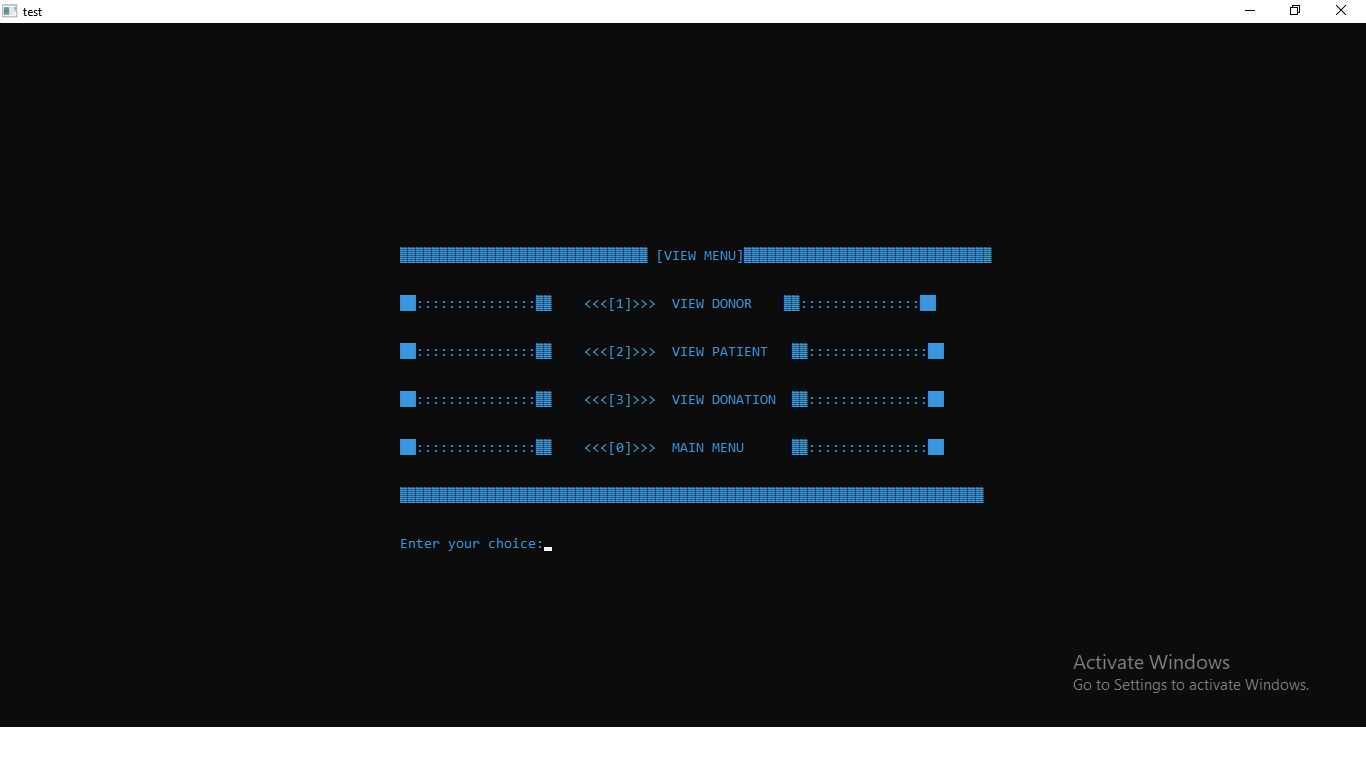 test
[VIEW MENU]
:::::::::::::::    <<<[1]>>>  VIEW DONOR    :::::::::::::::
:::::::::::::::    <<<[2]>>>  VIEW PATIENT   :::::::::::::::
:::::::::::::::    <<<[3]>>>  VIEW DONATION  :::::::::::::::
:::::::::::::::    <<<[0]>>>  MAIN MENU      :::::::::::::::
Enter your choice:
Activate Windows
Go to Settings to activate Windows.